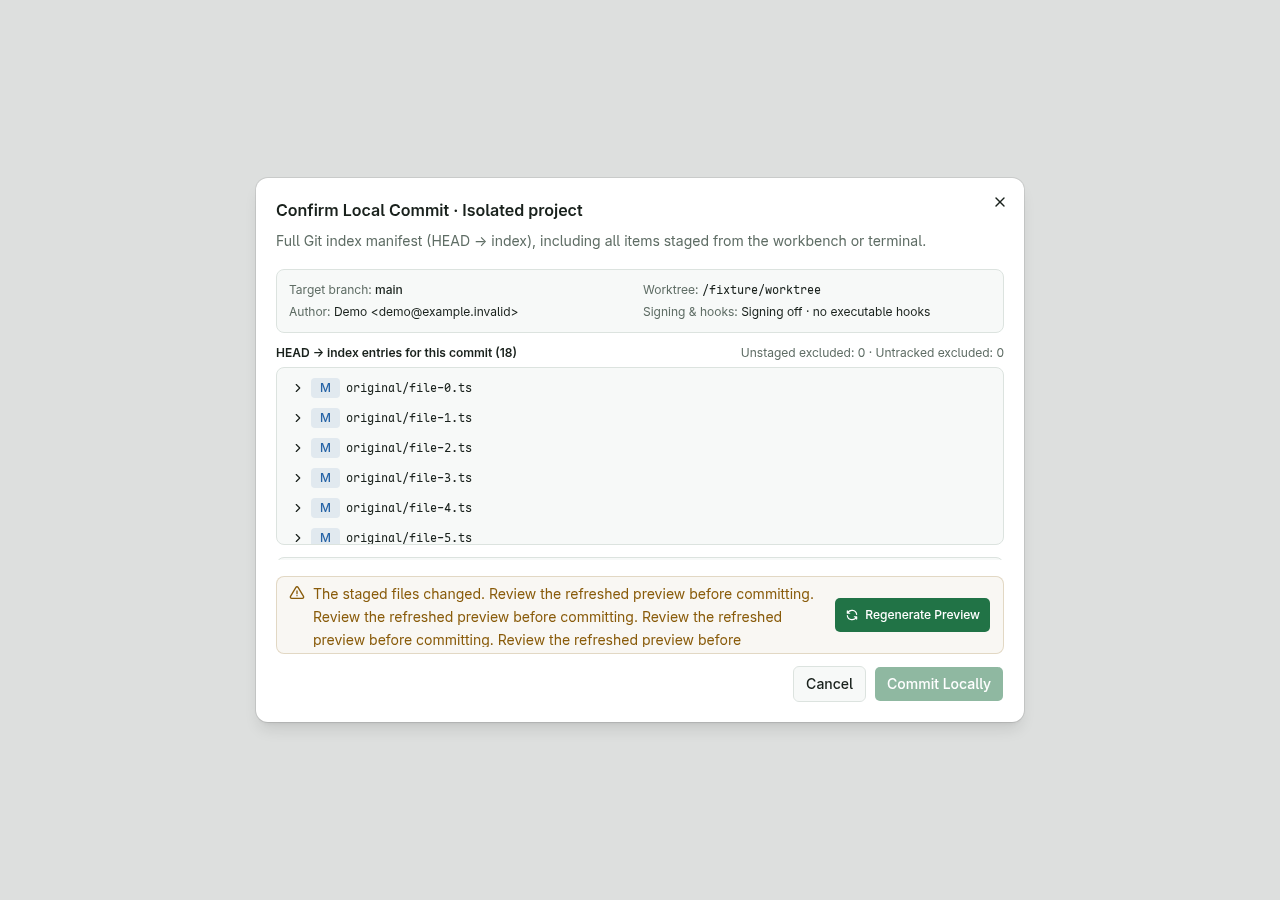 Confirm Local Commit · Isolated project
Full Git index manifest (HEAD → index), including all items staged from the workbench or terminal.
Target branch: main
Worktree: /fixture/worktree
Author: Demo <demo@example.invalid>
Signing & hooks: Signing off · no executable hooks
HEAD → index entries for this commit (18)
Unstaged excluded: 0 · Untracked excluded: 0
M original/file-0.ts
M original/file-1.ts
M original/file-2.ts
M original/file-3.ts
M original/file-4.ts
M original/file-5.ts
The staged files changed. Review the refreshed preview before committing.
Review the refreshed preview before committing. Review the refreshed
preview before committing. Review the refreshed preview before
Regenerate Preview
Cancel
Commit Locally